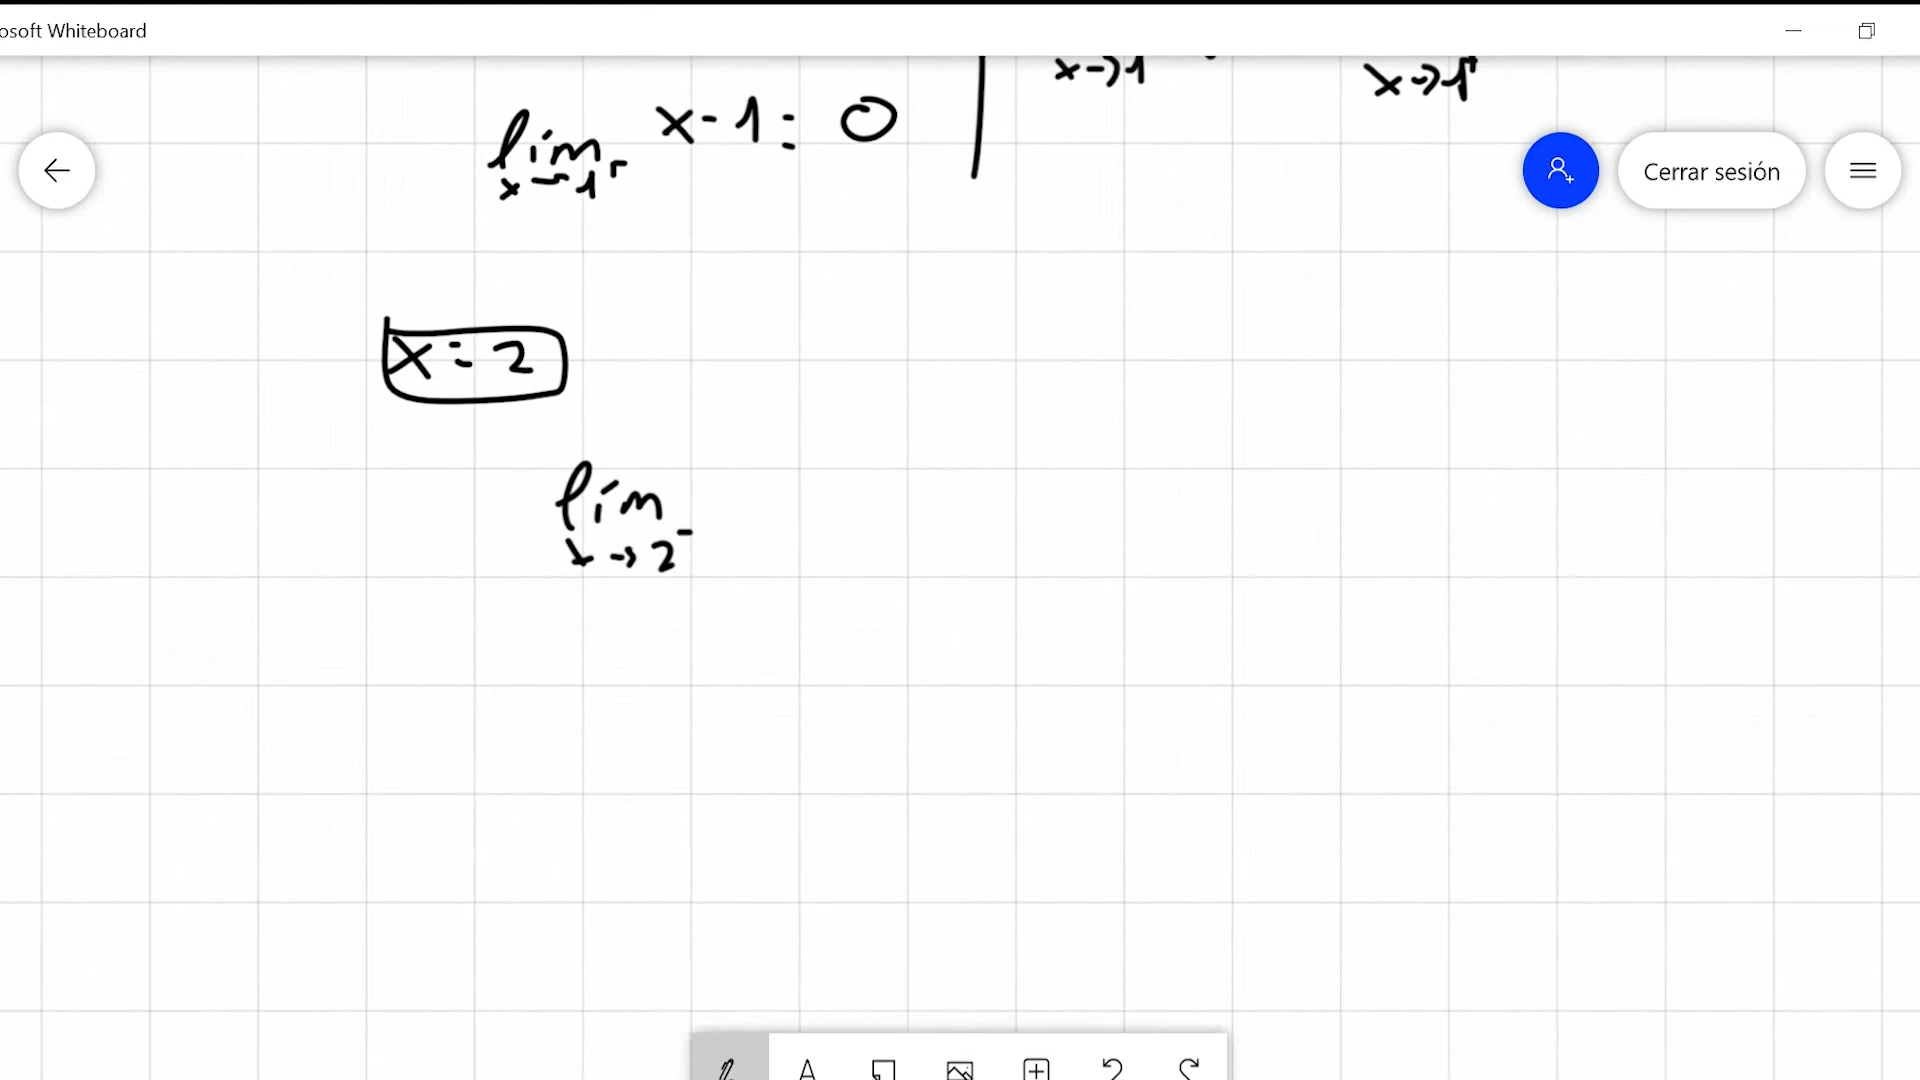 osoft Whiteboard
x→1
x→1⁺
lím x-1 = 0
x→1⁺
Cerrar sesión
x = 2
lím
x→2⁻